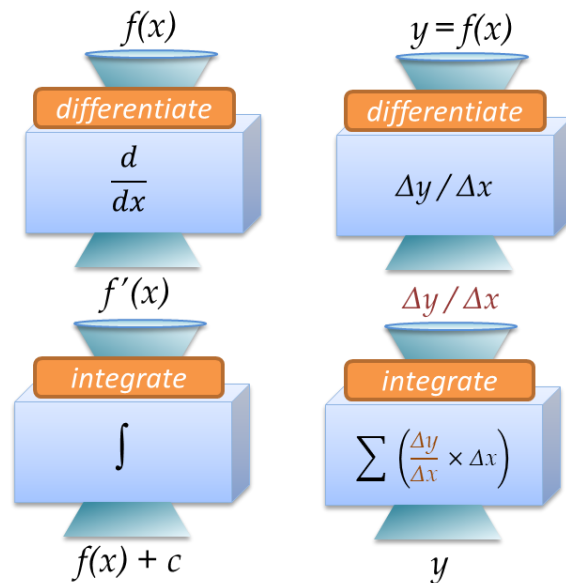 f(x)
differentiate
d
dx
f′(x)
integrate
∫
f(x) + c
y = f(x)
differentiate
Δy / Δx
Δy / Δx
integrate
∑ (Δy/Δx × Δx)
y